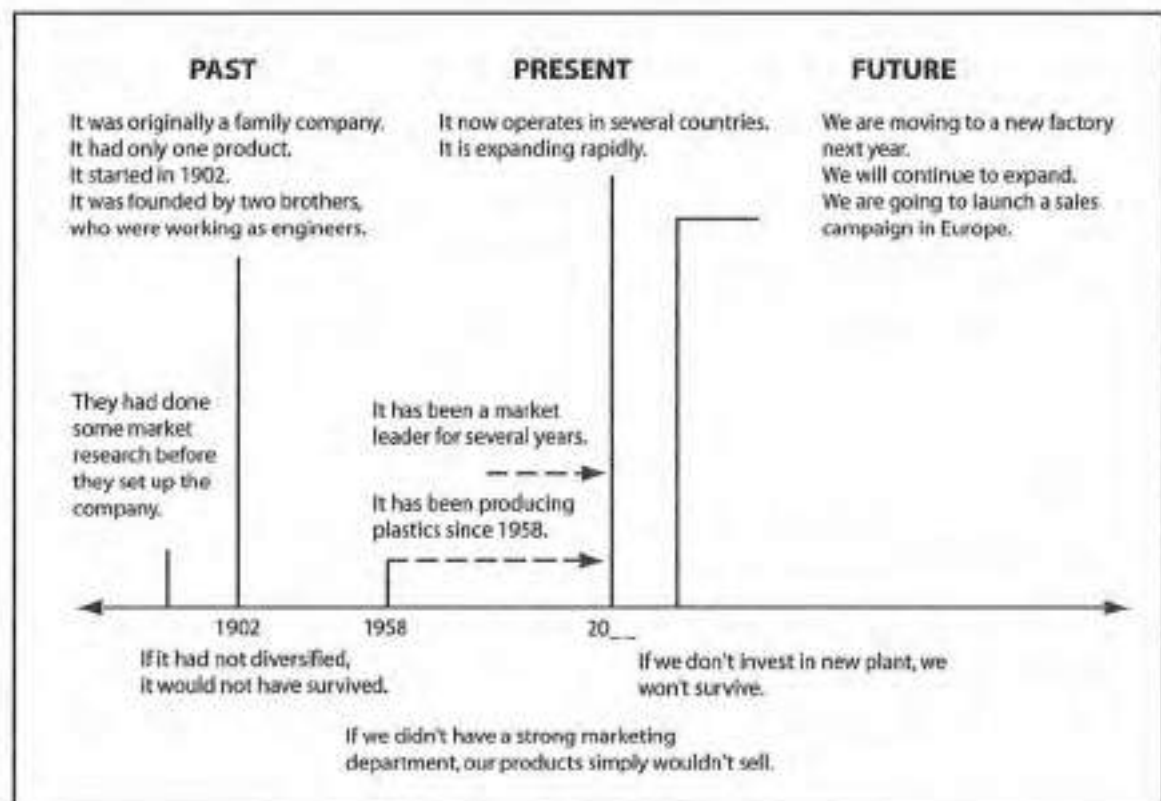 PAST
It was originally a family company.
It had only one product.
It started in 1902.
It was founded by two brothers,
who were working as engineers.
PRESENT
It now operates in several countries.
It is expanding rapidly.
FUTURE
We are moving to a new factory
next year.
We will continue to expand.
We are going to launch a sales
campaign in Europe.
They had done
some market
research before
they set up the
company.
It has been a market
leader for several years.
It has been producing
plastics since 1958.
1902
1958
20__
If it had not diversified,
it would not have survived.
If we don't invest in new plant, we
won't survive.
If we didn't have a strong marketing
department, our products simply wouldn't sell.